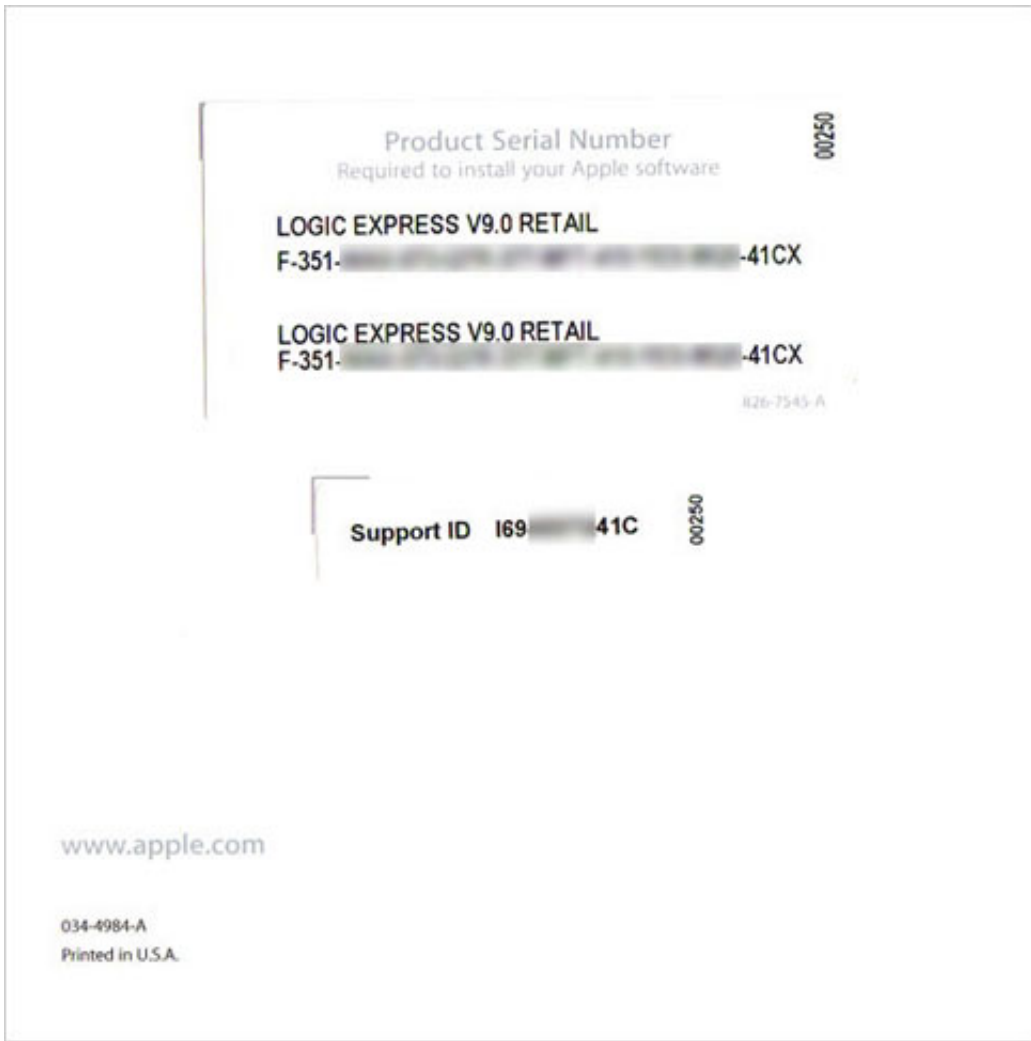 Product Serial Number
00250
Required to install your Apple software
LOGIC EXPRESS V9.0 RETAIL
F-351- -41CX
LOGIC EXPRESS V9.0 RETAIL
F-351- -41CX
826-7545-A
Support ID I69 41C
00250
www.apple.com
034-4984-A
Printed in U.S.A.